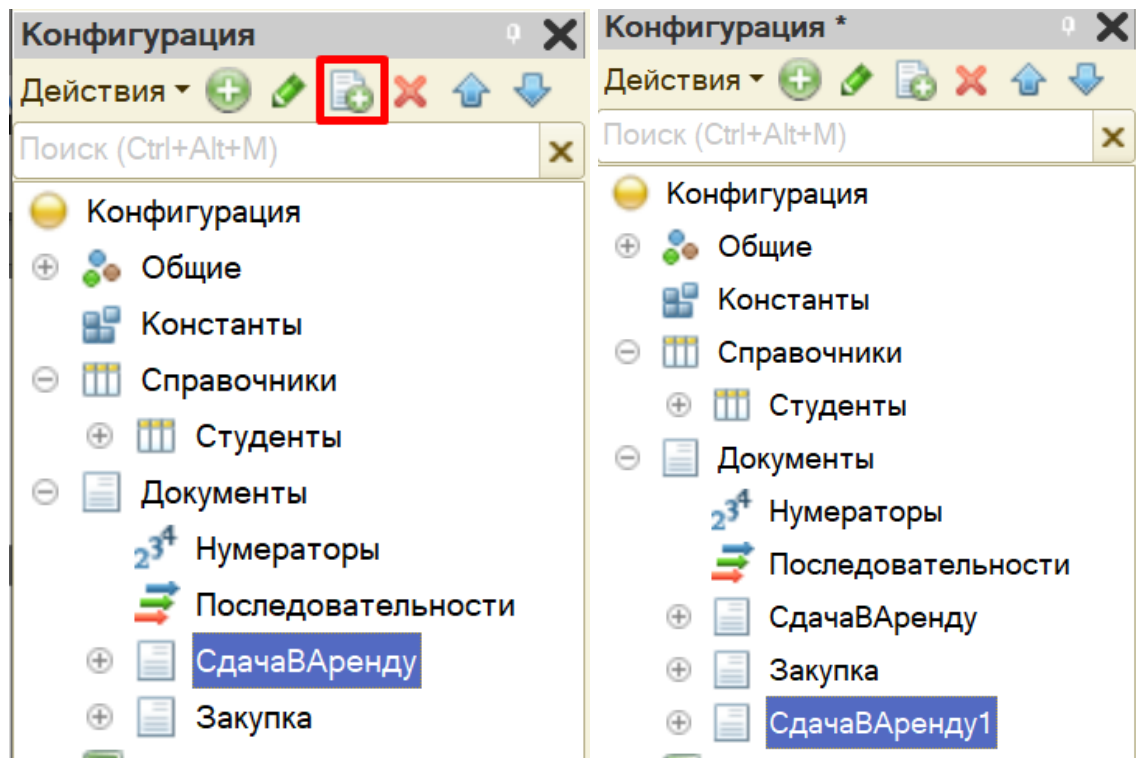 Конфигурация
Действия
Поиск (Ctrl+Alt+M)
Конфигурация
Общие
Константы
Справочники
Студенты
Документы
Нумераторы
Последовательности
СдачаВАренду
Закупка
Конфигурация *
Действия
Поиск (Ctrl+Alt+M)
Конфигурация
Общие
Константы
Справочники
Студенты
Документы
Нумераторы
Последовательности
СдачаВАренду
Закупка
СдачаВАренду1